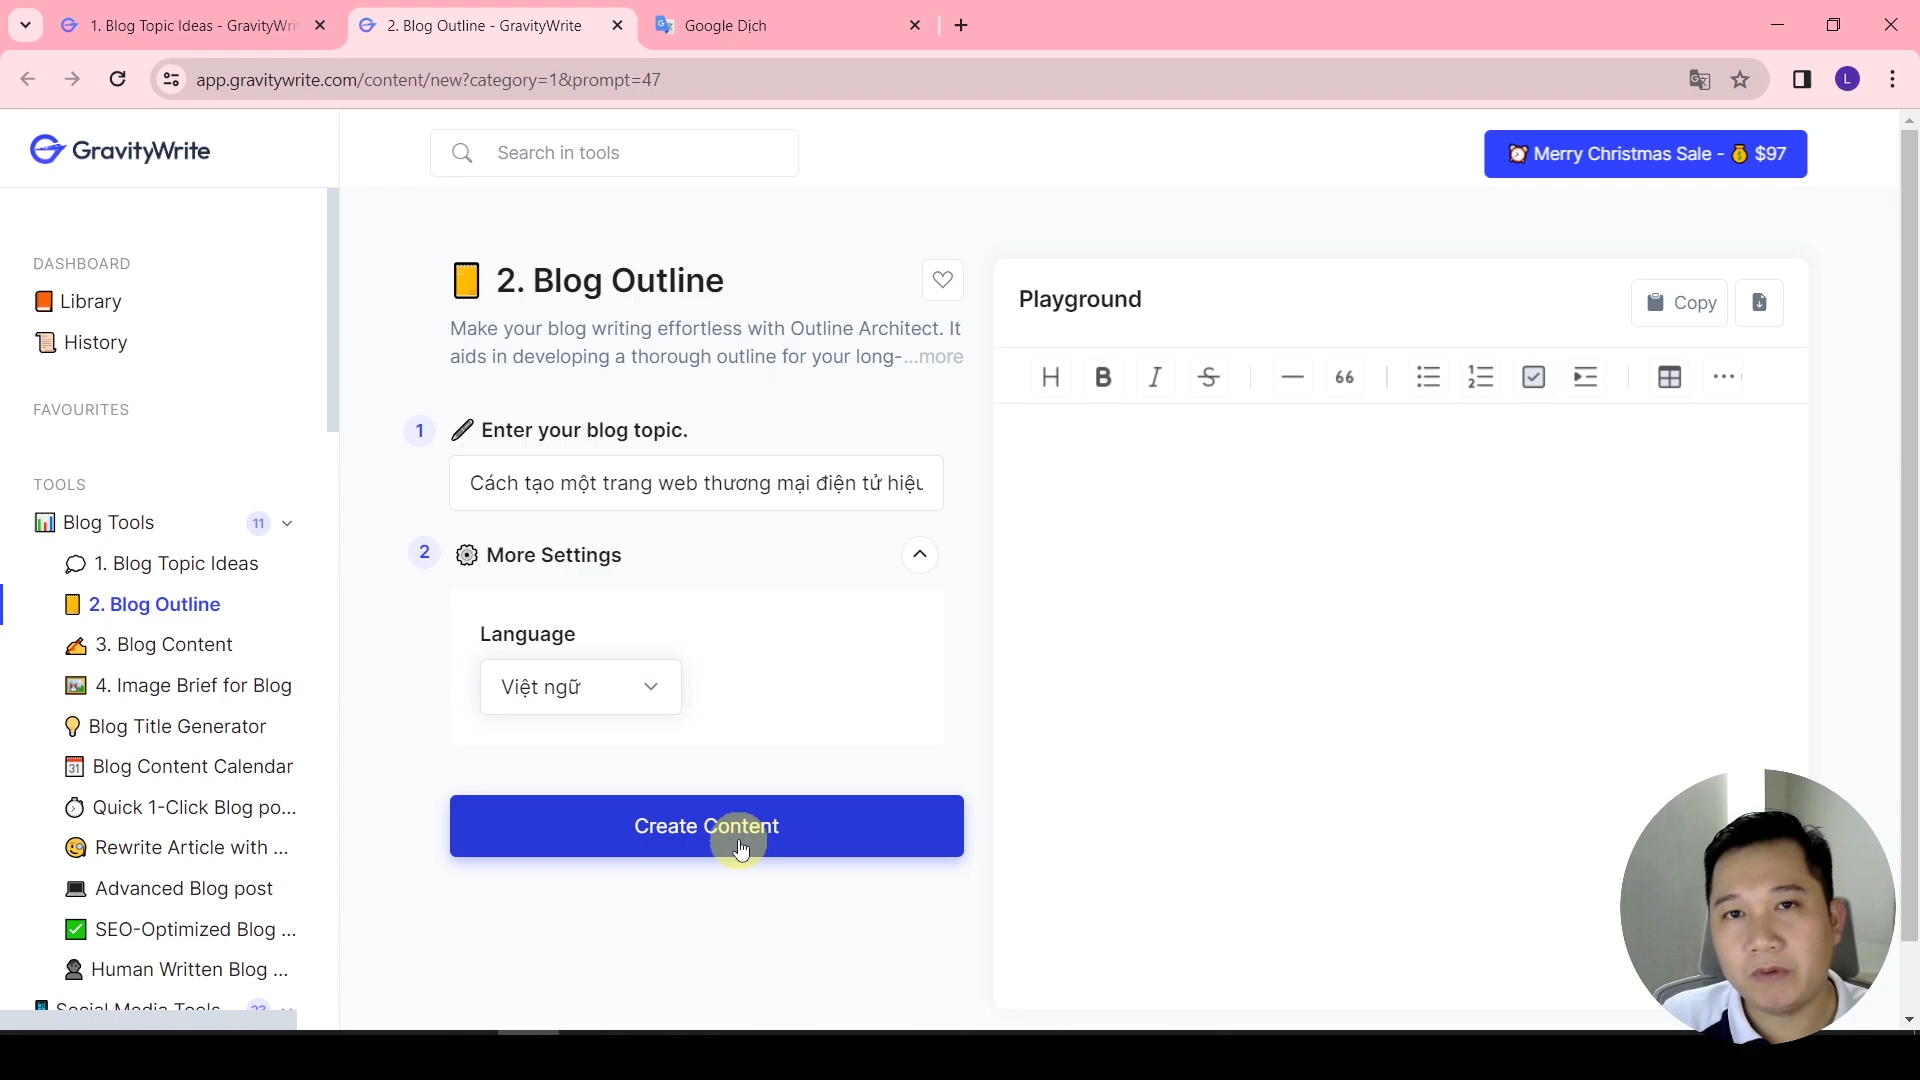 1. Blog Topic Ideas - GravityWri
2. Blog Outline - GravityWrite
Google Dịch
app.gravitywrite.com/content/new?category=1&prompt=47
L
GravityWrite
Search in tools
Merry Christmas Sale - $97
DASHBOARD
Library
History
FAVOURITES
TOOLS
Blog Tools 11
1. Blog Topic Ideas
2. Blog Outline
3. Blog Content
4. Image Brief for Blog
Blog Title Generator
31 Blog Content Calendar
Quick 1-Click Blog po...
Rewrite Article with ...
Advanced Blog post
SEO-Optimized Blog ...
Human Written Blog ...
Social Media Tools 23
2. Blog Outline
Make your blog writing effortless with Outline Architect. It
aids in developing a thorough outline for your long-...more
1 Enter your blog topic.
Cách tạo một trang web thương mại điện tử hiệu
2 More Settings
Language
Việt ngữ
Create Content
Playground
Copy